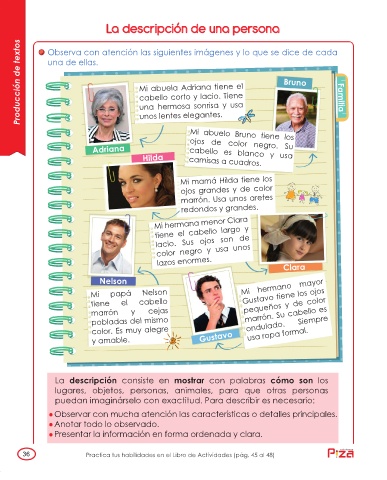 La descripción de una persona
Producción de textos
Observa con atención las siguientes imágenes y lo que se dice de cada
una de ellas.
Mi abuela Adriana tiene el
cabello corto y lacio. Tiene
una hermosa sonrisa y usa
unos lentes elegantes.
Bruno
Familia
Adriana
Mi abuelo Bruno tiene los
ojos de color negro. Su
cabello es blanco y usa
camisas a cuadros.
Hilda
Mi mamá Hilda tiene los
ojos grandes y de color
marrón. Usa unos aretes
redondos y grandes.
Mi hermana menor Clara
tiene el cabello largo y
lacio. Sus ojos son de
color negro y usa unos
lazos enormes.
Clara
Nelson
Mi papá Nelson
tiene el cabello
marrón y cejas
pobladas del mismo
color. Es muy alegre
y amable.
Gustavo
Mi hermano mayor
Gustavo tiene los ojos
pequeños y de color
marrón. Su cabello es
ondulado. Siempre
usa ropa formal.
La descripción consiste en mostrar con palabras cómo son los
lugares, objetos, personas, animales, para que otras personas
puedan imaginárselo con exactitud. Para describir es necesario:
• Observar con mucha atención las características o detalles principales.
• Anotar todo lo observado.
• Presentar la información en forma ordenada y clara.
36
Practica tus habilidades en el Libro de Actividades (pág. 45 al 48)
P:za